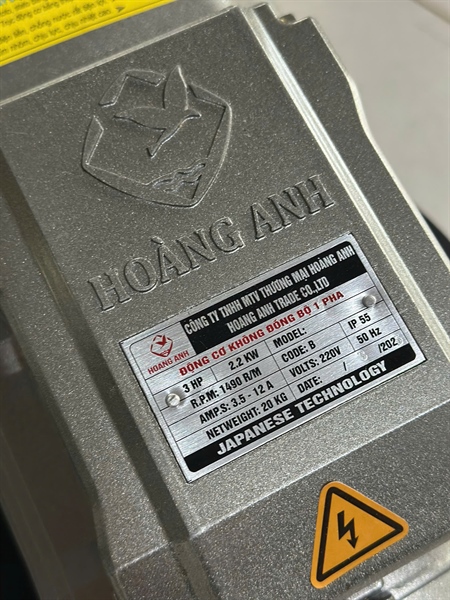 HOÀNG ANH
HOÀNG ANH
CÔNG TY TNHH MTV THƯƠNG MẠI HOÀNG ANH
HOANG ANH TRADE CO.,LTD
ĐỘNG CƠ KHÔNG ĐỒNG BỘ 1 PHA
3 HP 2.2 KW MODEL: IP 55
R.P.M: 1490 R/M CODE: B 50 Hz
AMP.S: 3.5 - 12 A VOLTS: 220V
NETWEIGHT: 20 KG DATE: / /202
JAPANESE TECHNOLOGY